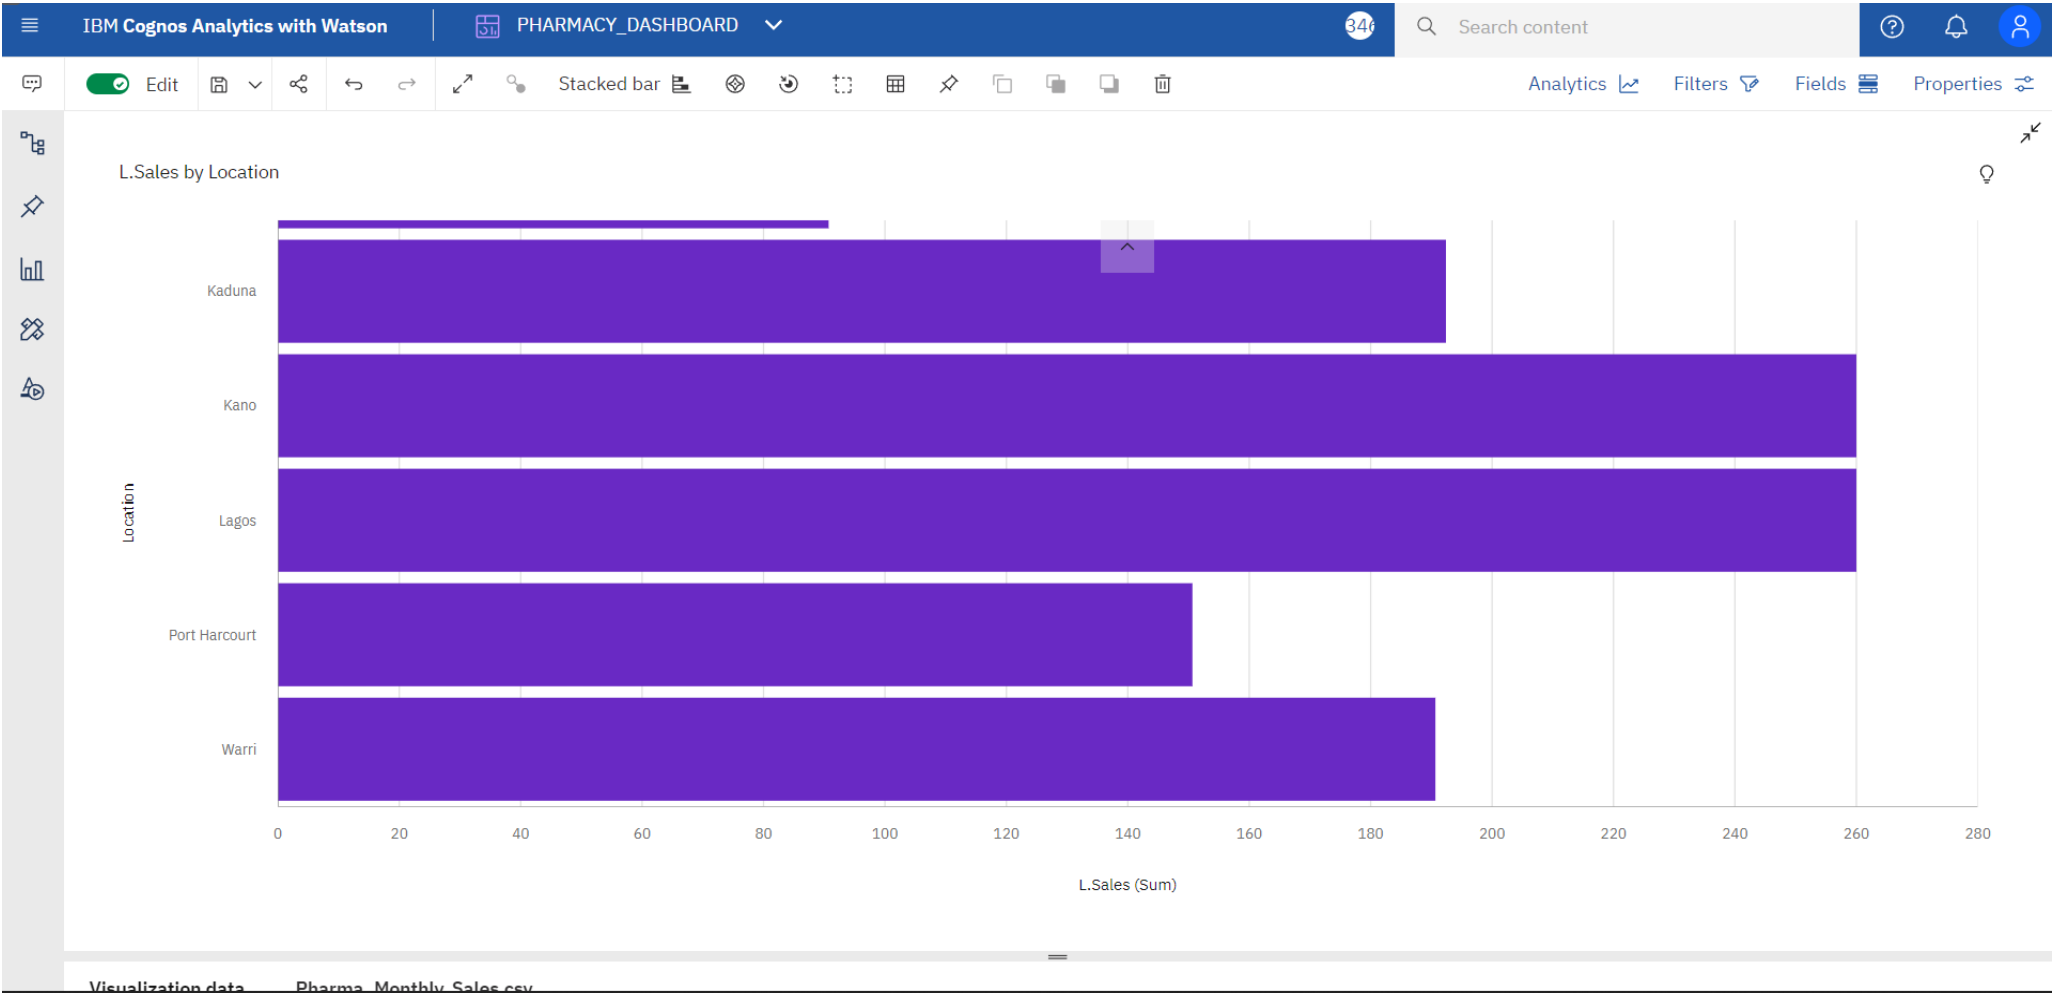 IBM Cognos Analytics with Watson
PHARMACY_DASHBOARD
346
Search content
Edit
Stacked bar
Analytics
Filters
Fields
Properties
L.Sales by Location
Location
Kaduna
Kano
Lagos
Port Harcourt
Warri
0 20 40 60 80 100 120 140 160 180 200 220 240 260 280
L.Sales (Sum)
Visualization data
Pharma_Monthly_Sales.csv